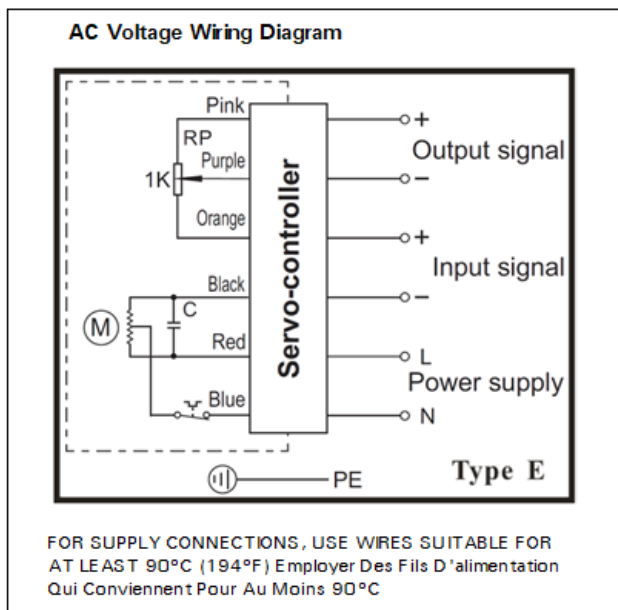 AC Voltage Wiring Diagram
Pink
RP
Purple
1K
Orange
Black
C
M
Red
Blue
Servo-controller
+
Output signal
−
+
Input signal
−
L
Power supply
N
PE
Type E
FOR SUPPLY CONNECTIONS, USE WIRES SUITABLE FOR
AT LEAST 90°C (194°F) Employer Des Fils D'alimentation
Qui Conviennent Pour Au Moins 90°C